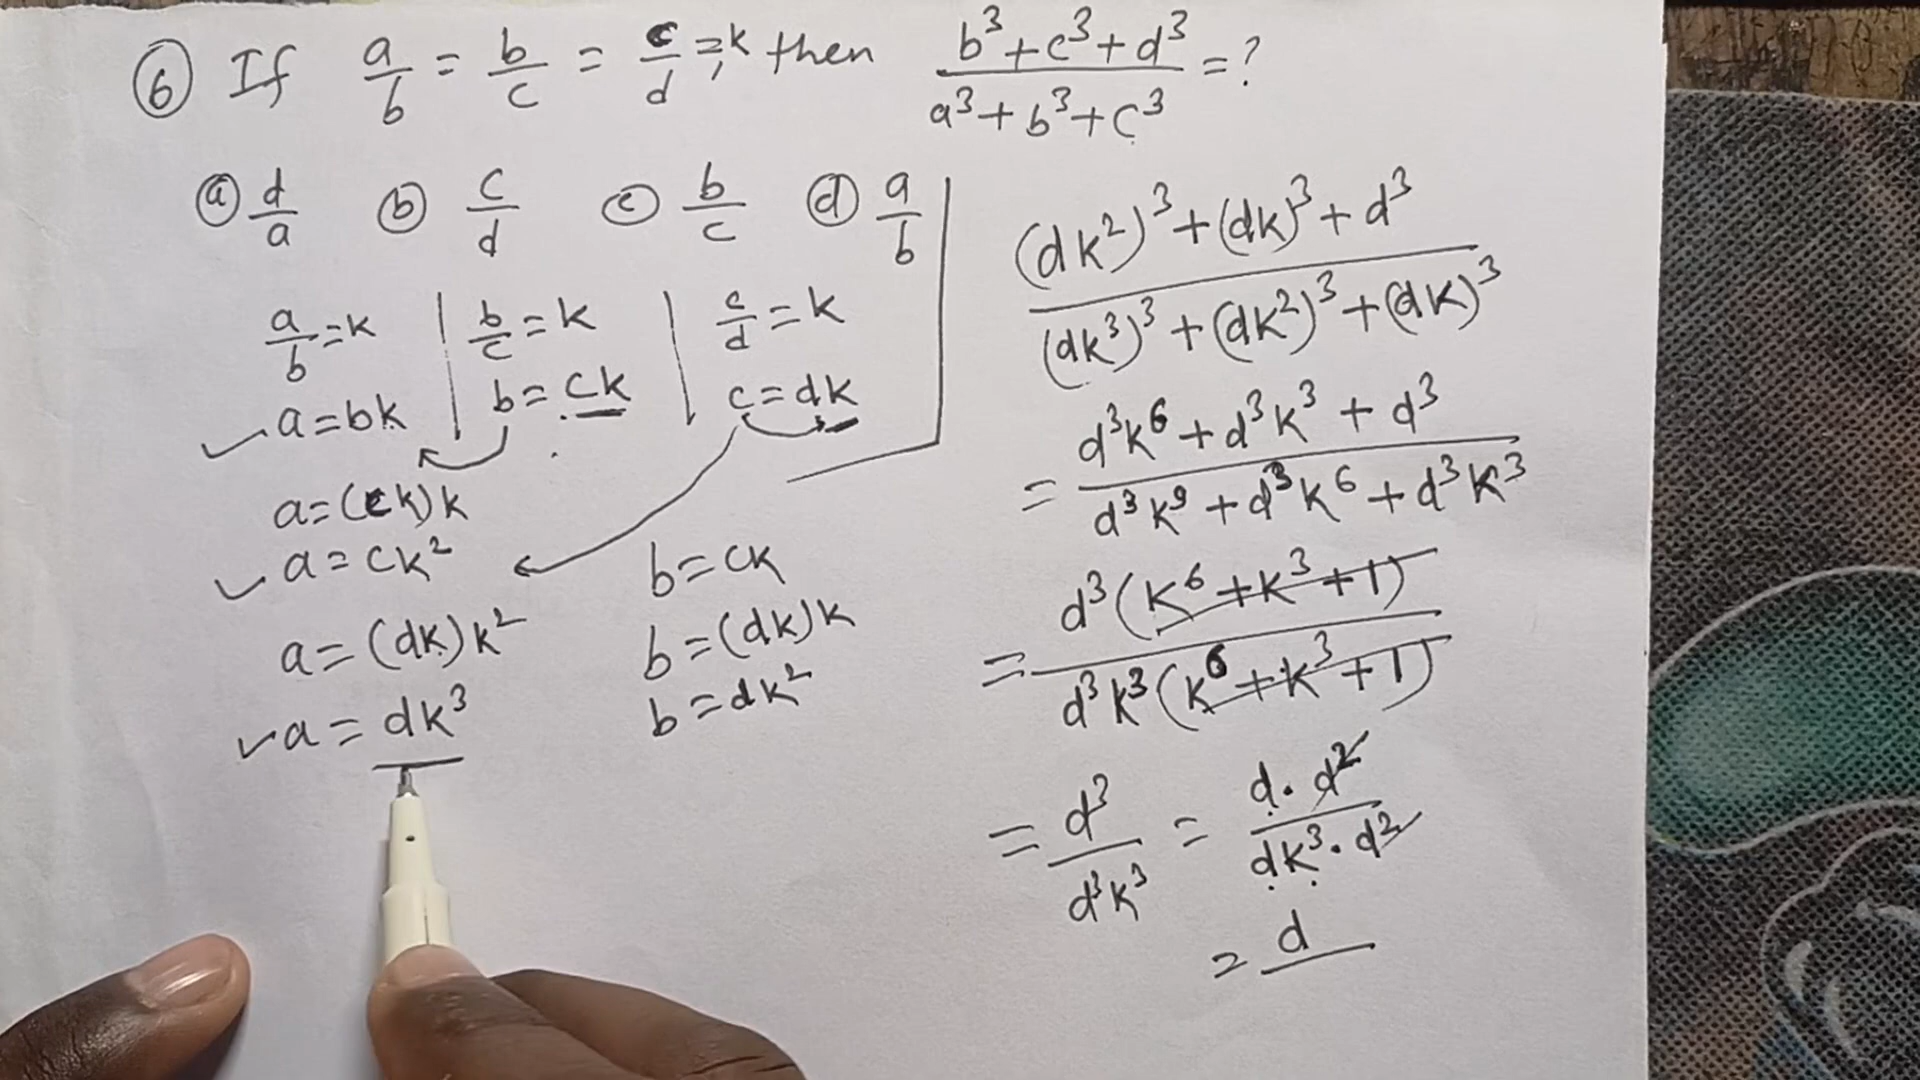 ⑥ If a/b = b/c = c/d = k, then (b³+c³+d³)/(a³+b³+c³) = ?
ⓐ d/a ⓑ c/d ⓒ b/c ⓓ a/b
a/b = k
a = bk
a = (ck)k
a = ck²
a = (dk)k²
a = dk³
b/c = k
b = ck
c/d = k
c = dk
b = ck
b = (dk)k
b = dk²
((dk²)³ + (dk)³ + d³)/((dk³)³ + (dk²)³ + (dk)³)
= (d³k⁶ + d³k³ + d³)/(d³k⁹ + d³k⁶ + d³k³)
= d³(k⁶ + k³ + 1)/d³k³(k⁶ + k³ + 1)
= d³/d³k³ = d·d²/dk³·d²
= d/